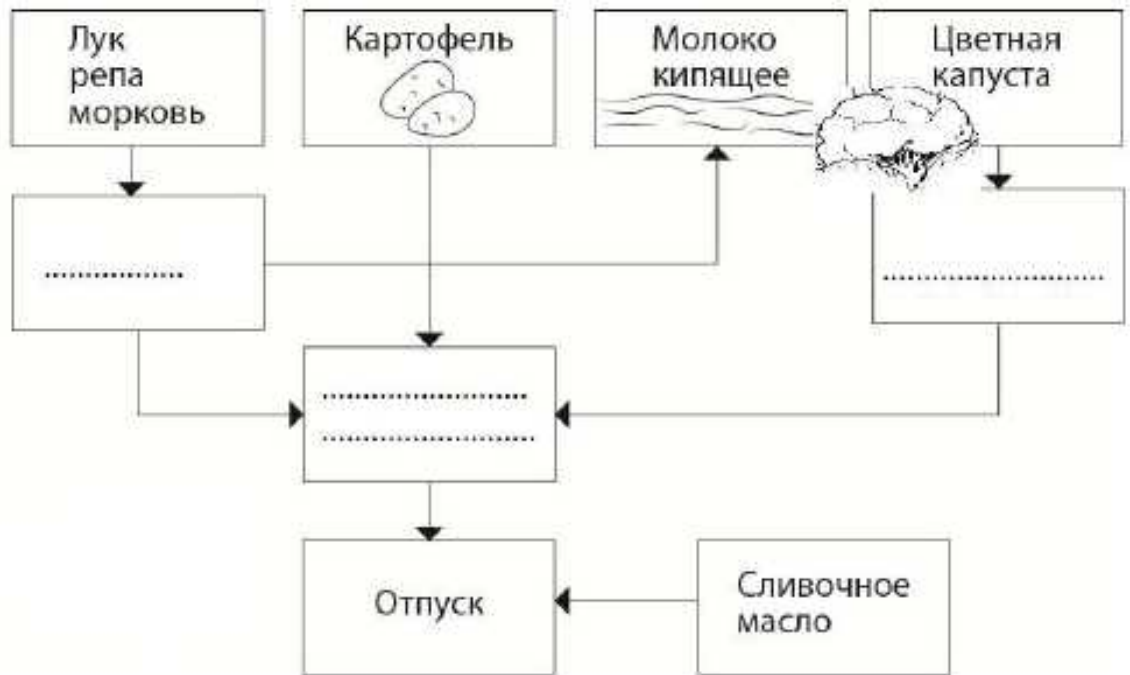 Лук
репа
морковь
Картофель
Молоко
кипящее
Цветная
капуста
Отпуск
Сливочное
масло